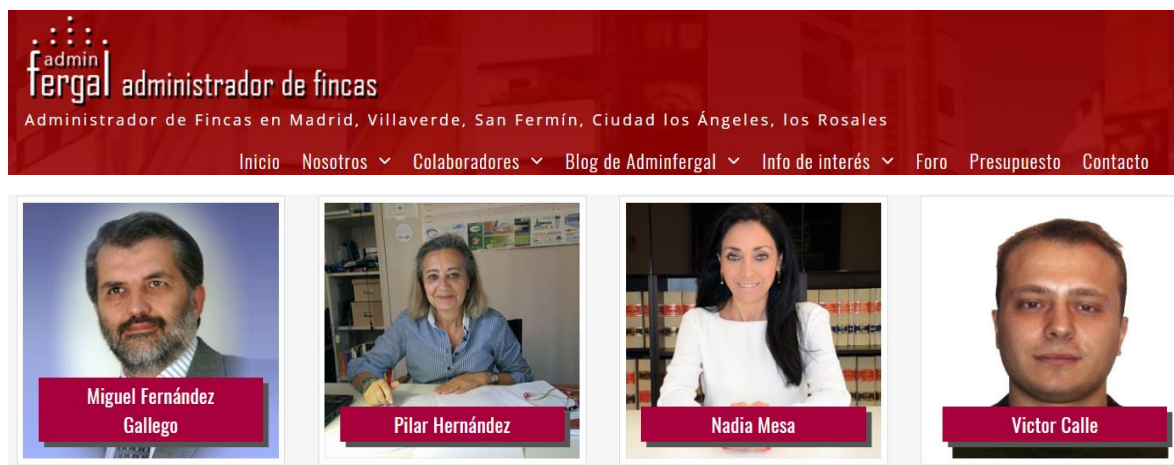 admin
fergal administrador de fincas
Administrador de Fincas en Madrid, Villaverde, San Fermín, Ciudad los Ángeles, los Rosales
Inicio Nosotros Colaboradores Blog de Adminfergal Info de interés Foro Presupuesto Contacto
Miguel Fernández
Gallego
Pilar Hernández
Nadia Mesa
Victor Calle